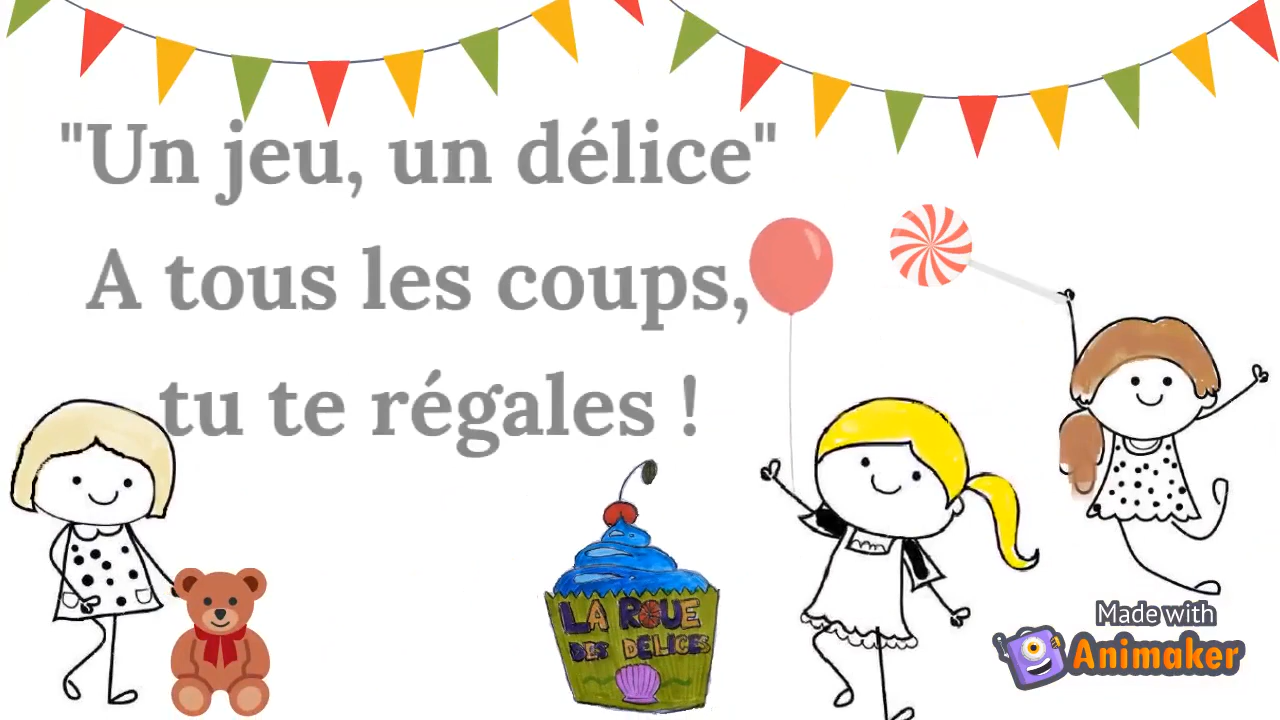 "Un jeu, un délice"
A tous les coups,
tu te régales !
LA ROUE
DES DELICES
Made with
Animaker